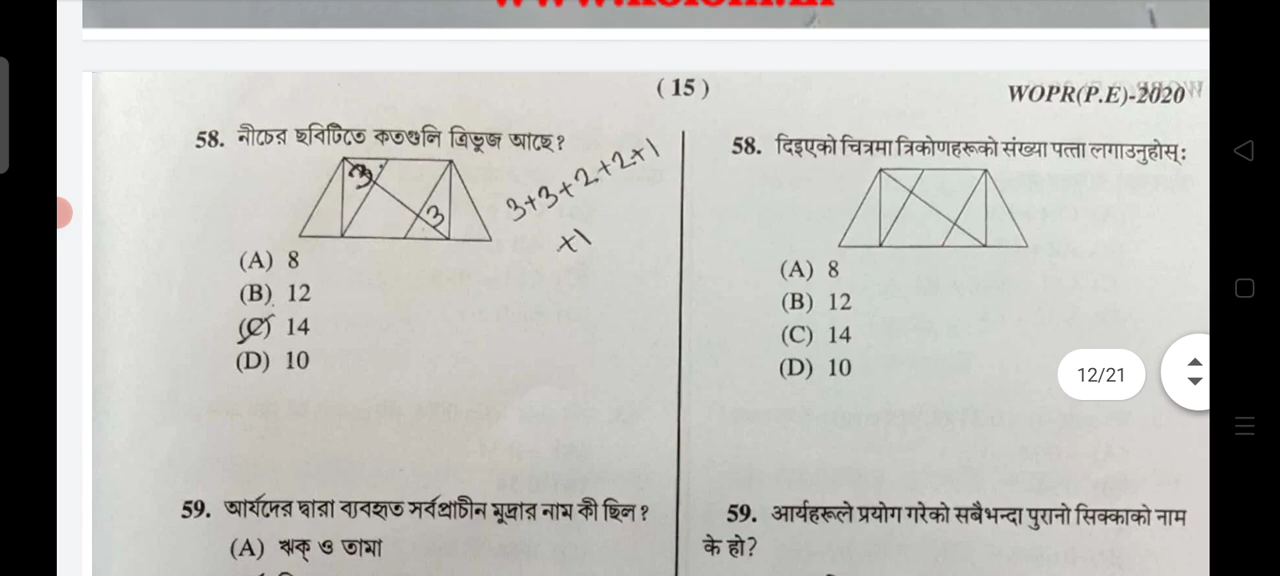 ( 15 )
WOPR(P.E)-2020
58. নীচের ছবিটিতে কতগুলি ত্রিভূজ আছে?
3
3
3+3+2+2+1
+1
(A) 8
(B) 12
(C) 14
(D) 10
58. दिइएको चित्रमा त्रिकोणहरूको संख्या पत्ता लगाउनुहोस् :
(A) 8
(B) 12
(C) 14
(D) 10
12/21
59. আর্যদের দ্বারা ব্যবহৃত সর্বপ্রাচীন মুদ্রার নাম কী ছিল ?
(A) ঋক্ ও তামা
59. आर्यहरूले प्रयोग गरेको सबैभन्दा पुरानो सिक्काको नाम
के हो?